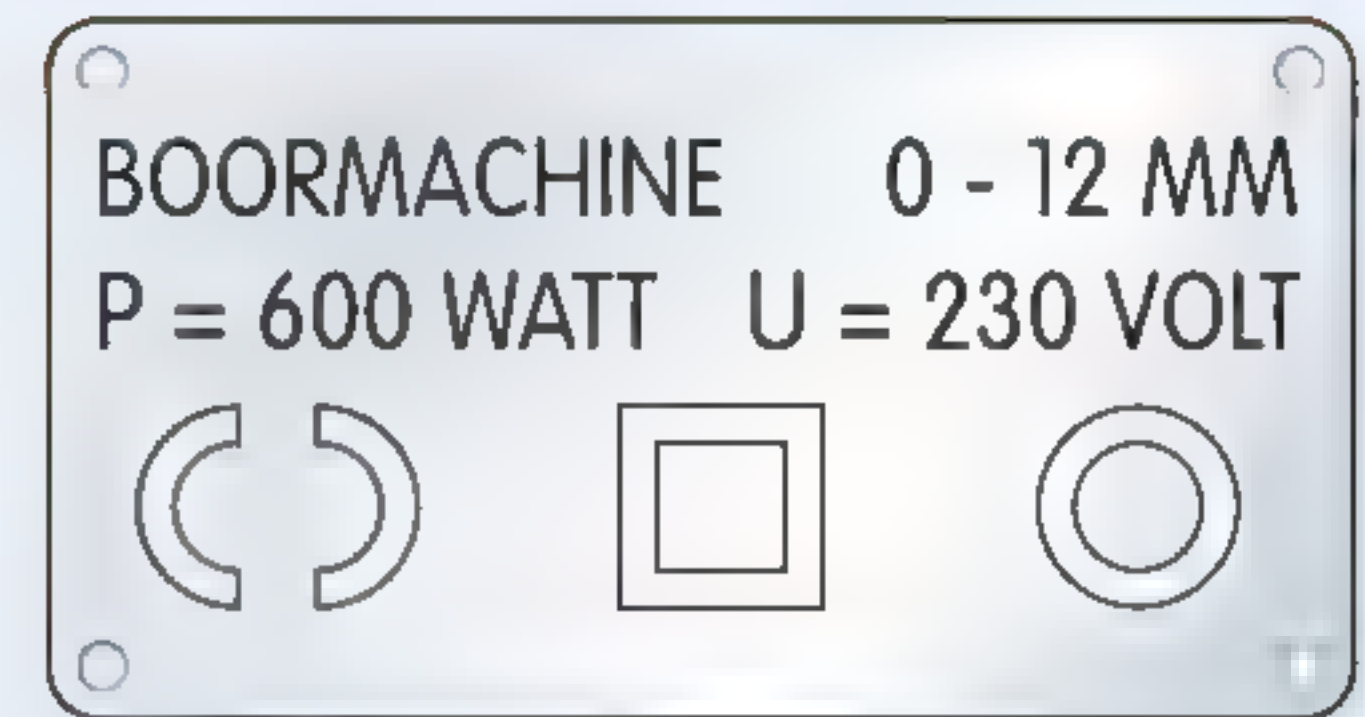 BOORMACHINE 0 - 12 MM
P = 600 WATT U = 230 VOLT